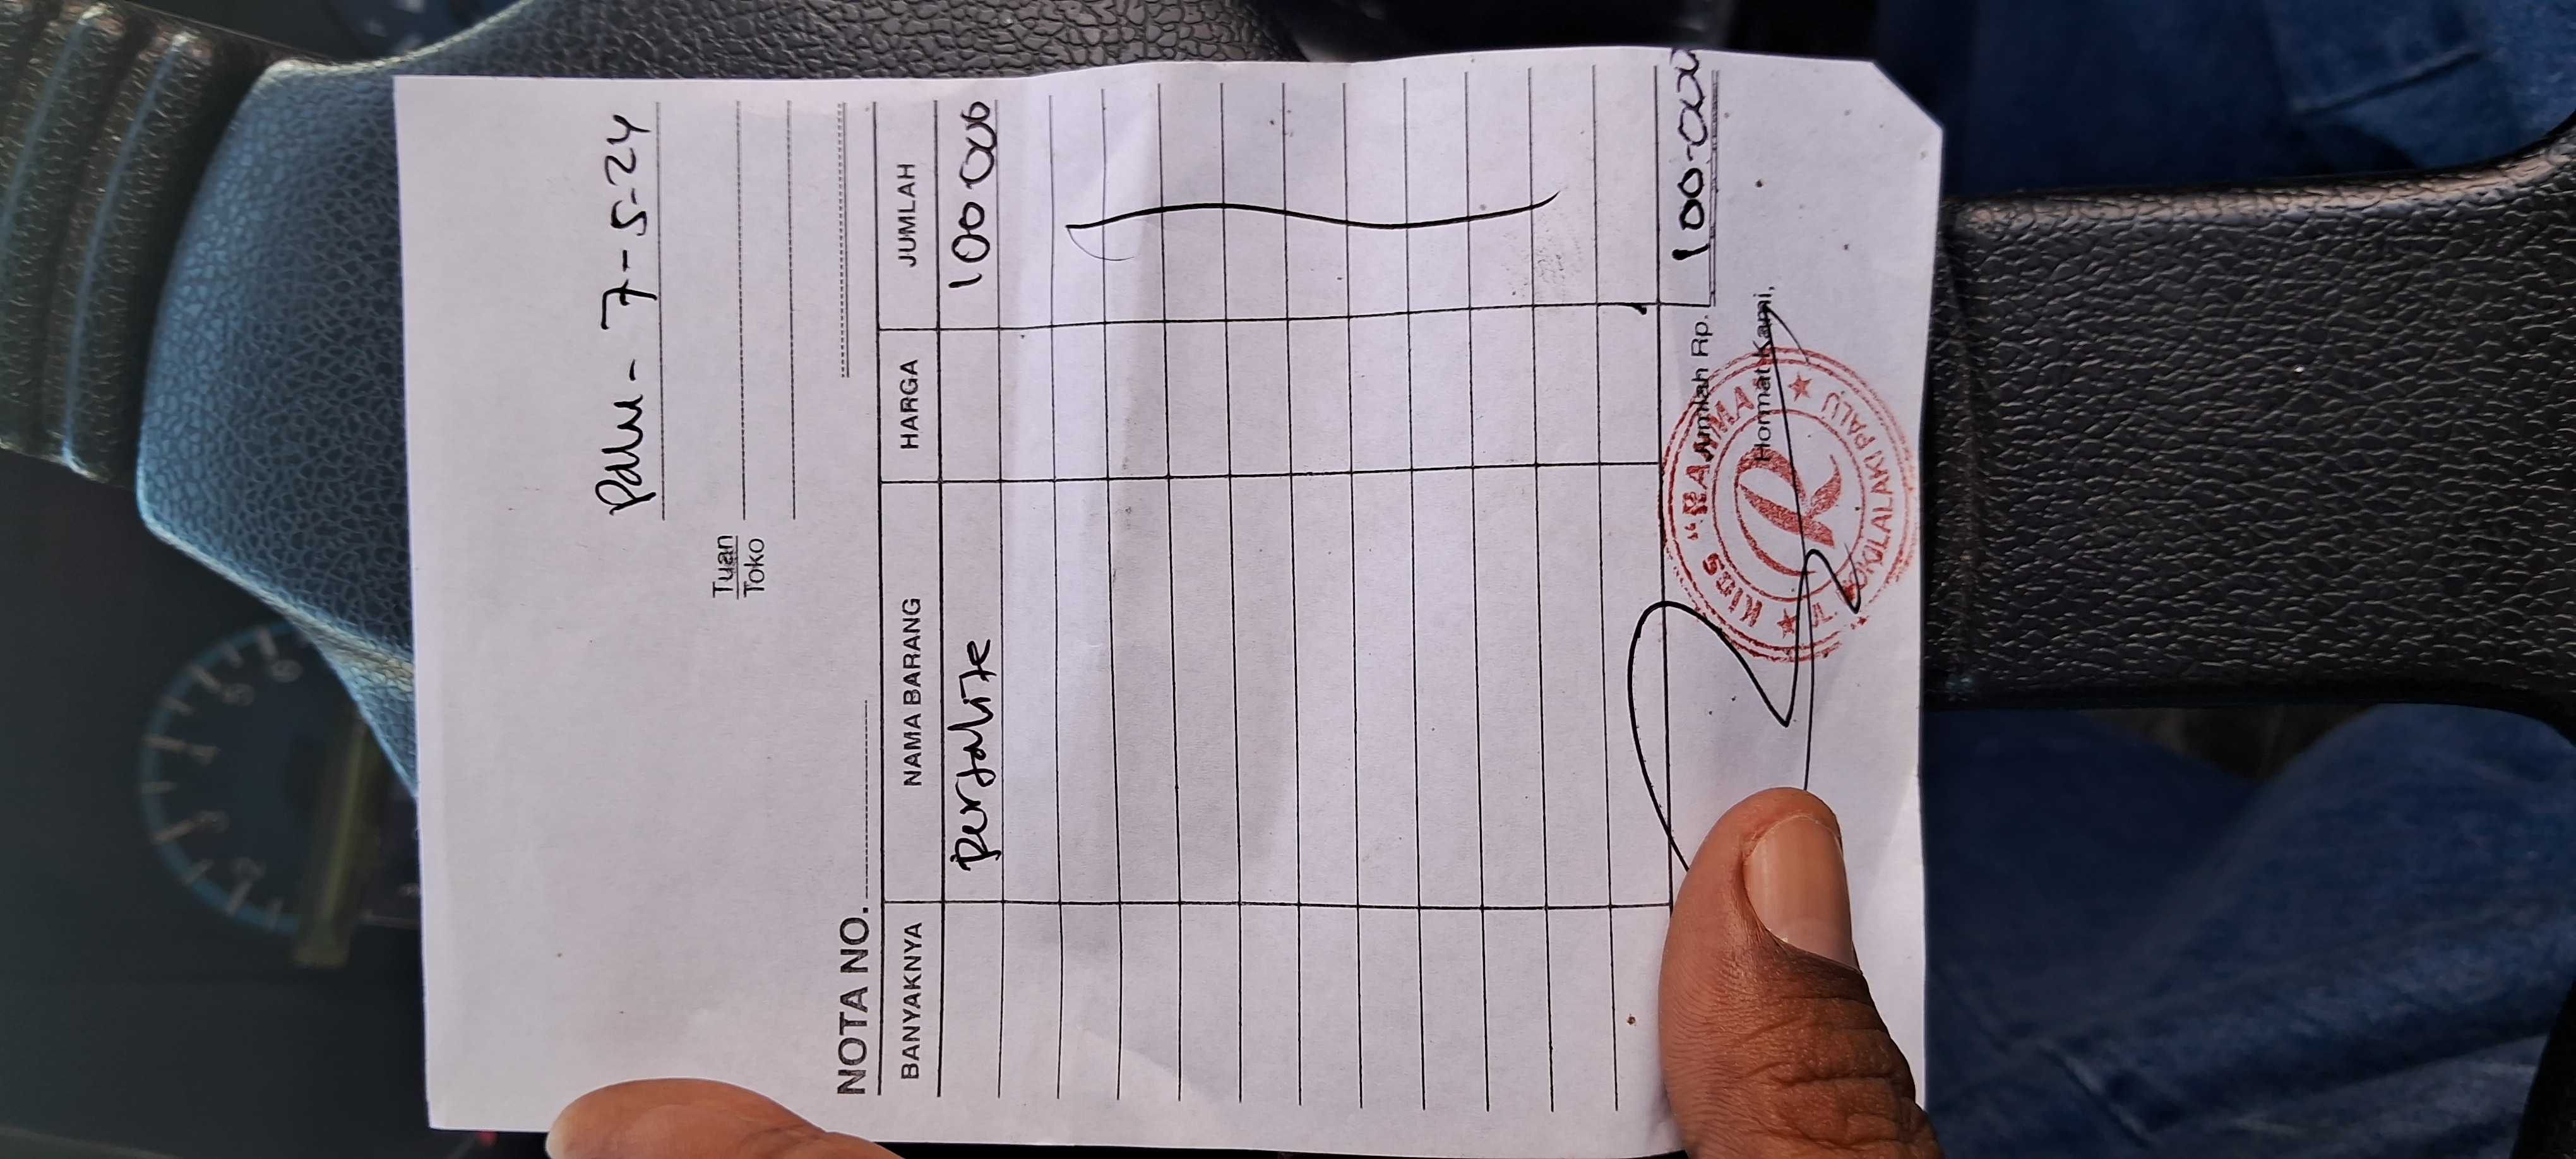 Palu - 7-5-24
Tuan
Toko
NOTA NO.
BANYAKNYA NAMA BARANG HARGA JUMLAH
Pertalite 100 000
Jumlah Rp. 100.000
Hormat Kami,
KIOS "RAHMA"
R
TOKOLALAKI PALU